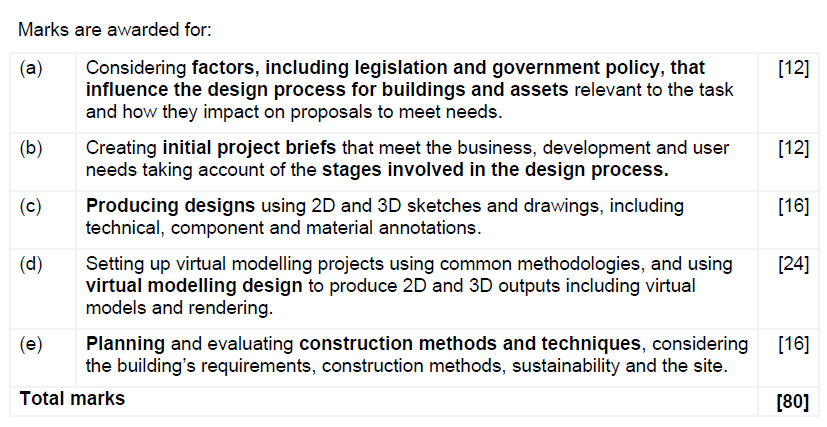 Marks are awarded for:
(a) Considering factors, including legislation and government policy, that [12]
influence the design process for buildings and assets relevant to the task
and how they impact on proposals to meet needs.
(b) Creating initial project briefs that meet the business, development and user [12]
needs taking account of the stages involved in the design process.
(c) Producing designs using 2D and 3D sketches and drawings, including [16]
technical, component and material annotations.
(d) Setting up virtual modelling projects using common methodologies, and using [24]
virtual modelling design to produce 2D and 3D outputs including virtual
models and rendering.
(e) Planning and evaluating construction methods and techniques, considering [16]
the building's requirements, construction methods, sustainability and the site.
Total marks [80]